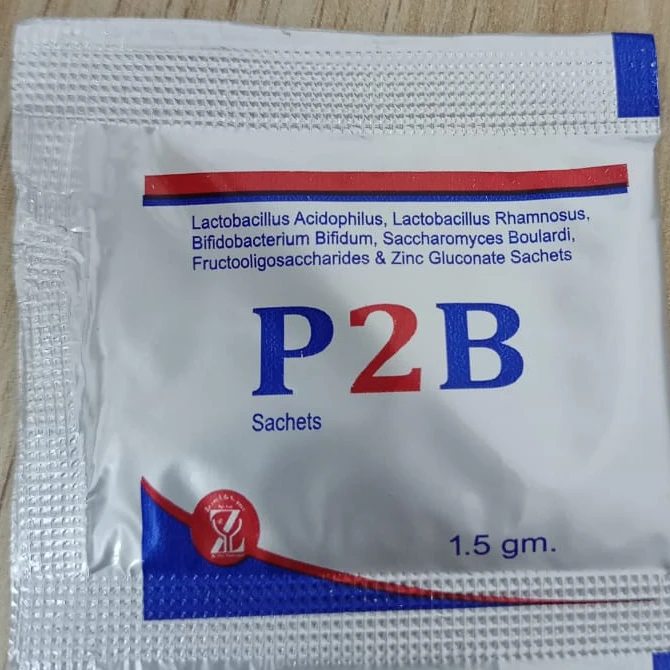 Lactobacillus Acidophilus, Lactobacillus Rhamnosus,
Bifidobacterium Bifidum, Saccharomyces Boulardi,
Fructooligosaccharides & Zinc Gluconate Sachets
P2B
Sachets
1.5 gm.